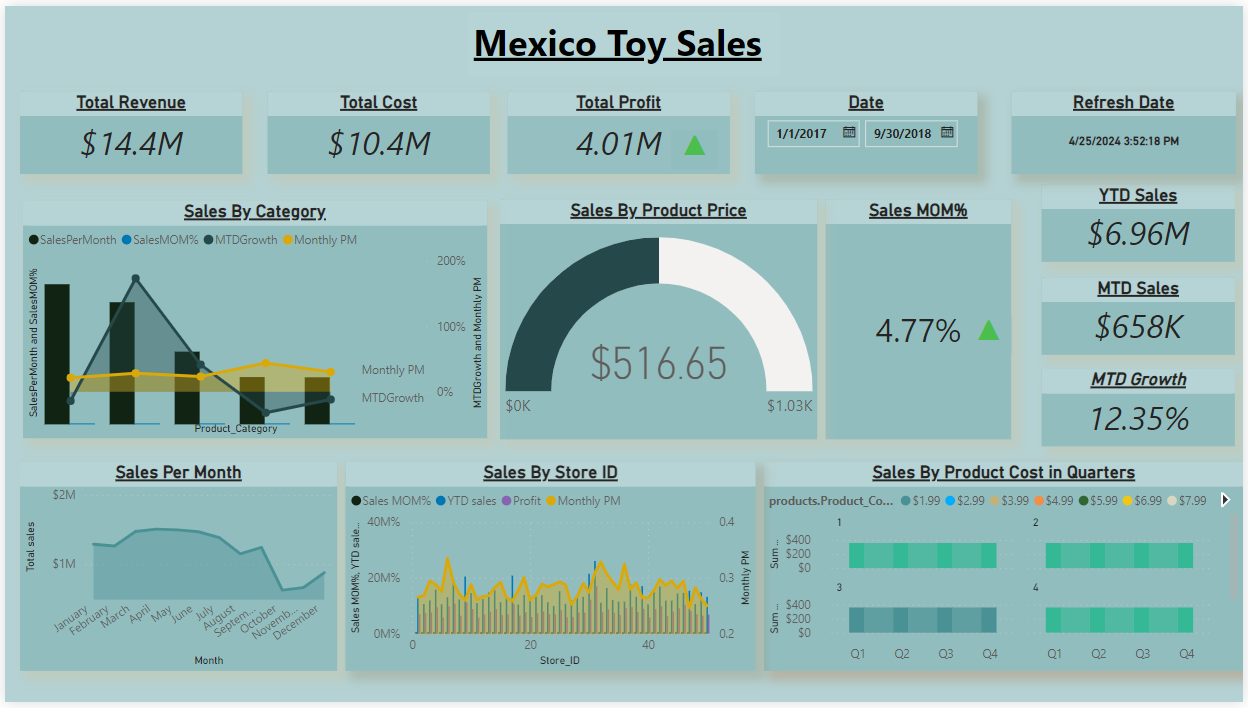 Mexico Toy Sales
Total Revenue
$14.4M
Total Cost
$10.4M
Total Profit
4.01M
Date
1/1/2017
9/30/2018
Refresh Date
4/25/2024 3:52:18 PM
Sales By Category
SalesPerMonth SalesMOM% MTDGrowth Monthly PM
SalesPerMonth and SalesMOM%
200%
100%
0%
Monthly PM
MTDGrowth
MTDGrowth and Monthly PM
Product_Category
Sales By Product Price
$516.65
$0K
$1.03K
Sales MOM%
4.77%
YTD Sales
$6.96M
MTD Sales
$658K
MTD Growth
12.35%
Sales Per Month
Total sales
$2M
$1M
January
February
March
April
May
June
July
August
Septem...
October
Novemb...
December
Month
Sales By Store ID
Sales MOM% YTD sales Profit Monthly PM
Sales MOM%, YTD sale...
40M%
20M%
0M%
0.4
0.3
0.2
Monthly PM
0
20
40
Store_ID
Sales By Product Cost in Quarters
products.Product_Co... $1.99 $2.99 $3.99 $4.99 $5.99 $6.99 $7.99
1
2
Sum ...
$400
$200
$0
3
4
Sum ...
$400
$200
$0
Q1 Q2 Q3 Q4
Q1 Q2 Q3 Q4